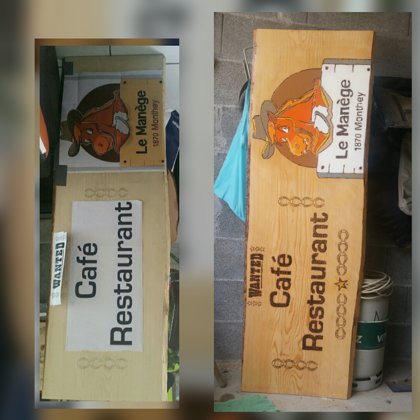 Le Manège
1870 Monthey
WANTED
Café
Restaurant
Le Manège
1870 Monthey
WANTED
Café
Restaurant